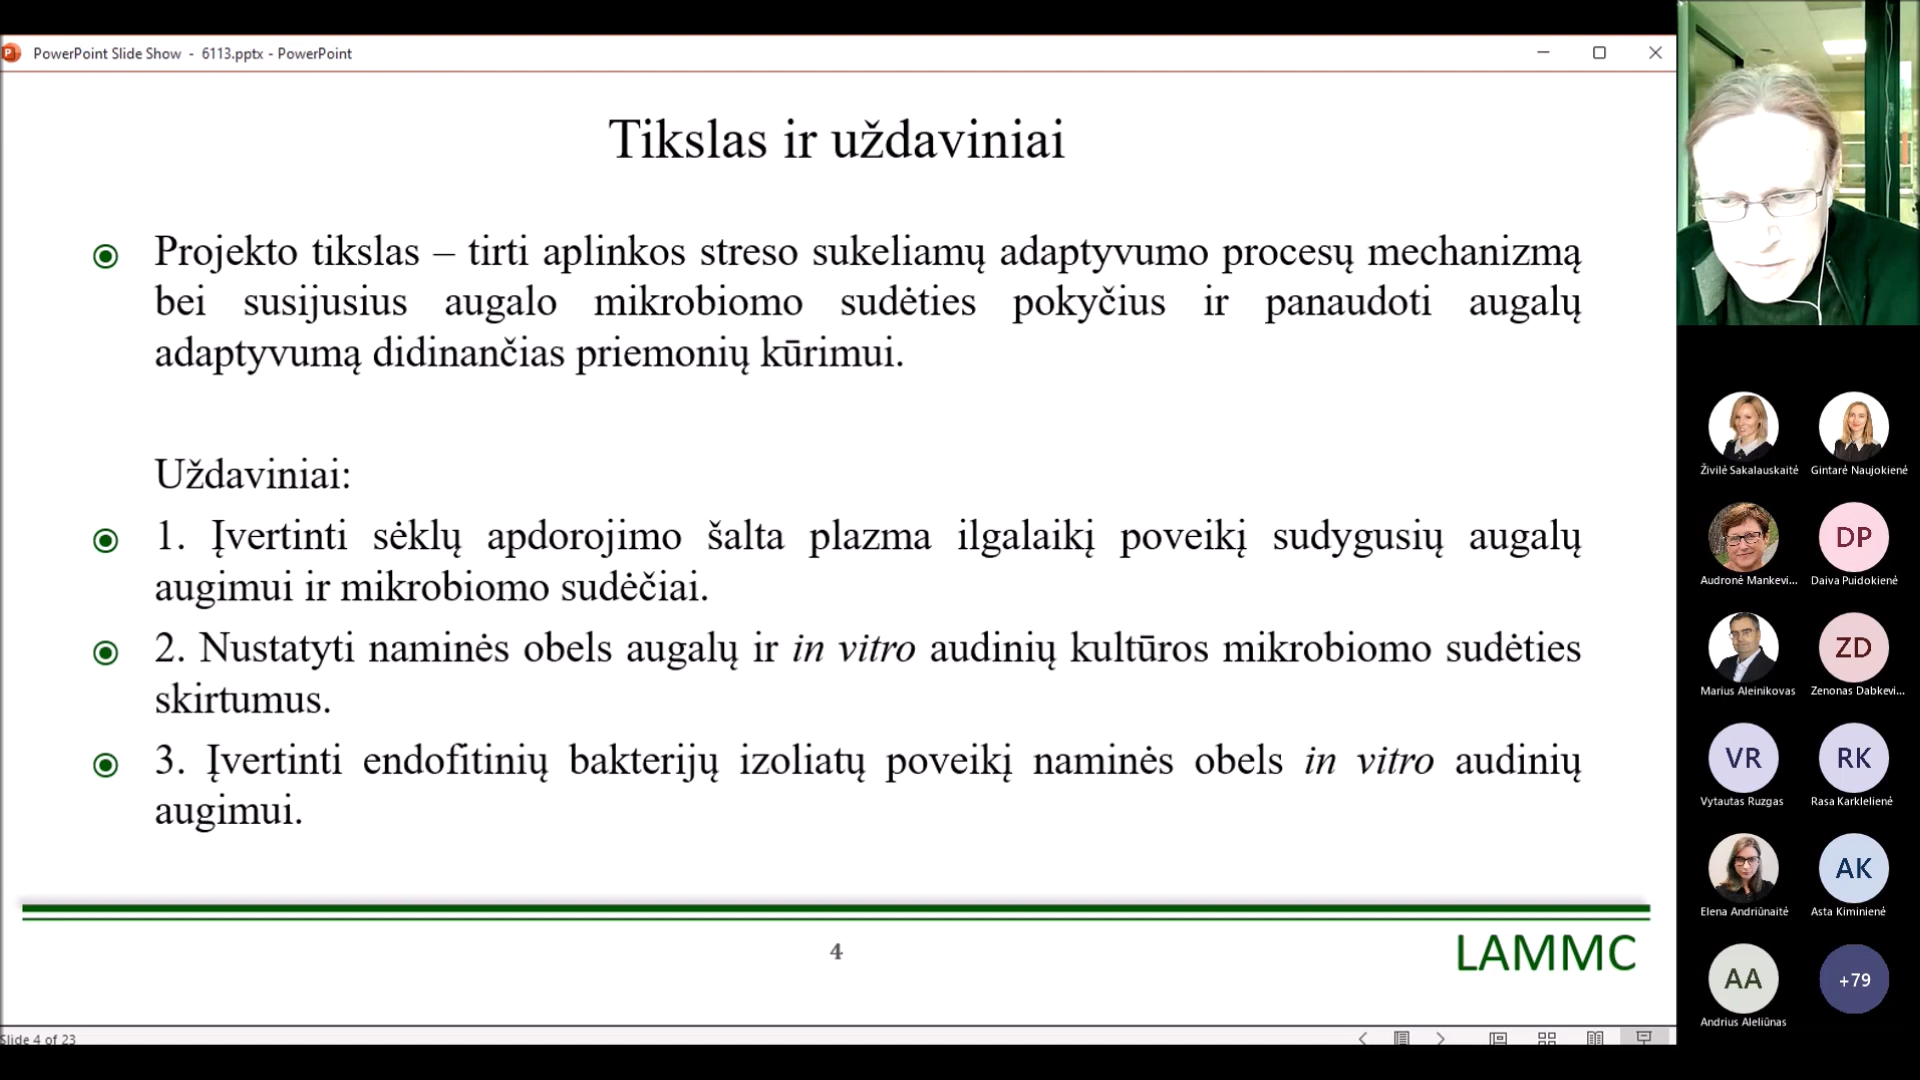 PowerPoint Slide Show - 6113.pptx - PowerPoint
Tikslas ir uždaviniai
Projekto tikslas – tirti aplinkos streso sukeliamų adaptyvumo procesų mechanizmą
bei susijusius augalo mikrobiomo sudėties pokyčius ir panaudoti augalų
adaptyvumą didinančias priemonių kūrimui.
Uždaviniai:
1. Įvertinti sėklų apdorojimo šalta plazma ilgalaikį poveikį sudygusių augalų
augimui ir mikrobiomo sudėčiai.
2. Nustatyti naminės obels augalų ir in vitro audinių kultūros mikrobiomo sudėties
skirtumus.
3. Įvertinti endofitinių bakterijų izoliatų poveikį naminės obels in vitro audinių
augimui.
4
LAMMC
Slide 4 of 23
Živilė Sakalauskaitė
Gintarė Naujokienė
Audronė Mankevi...
DP
Daiva Puidokienė
Marius Aleinikovas
ZD
Zenonas Dabkevi...
VR
Vytautas Ruzgas
RK
Rasa Karklelienė
Elena Andriūnaitė
AK
Asta Kiminienė
AA
Andrius Aleliūnas
+79